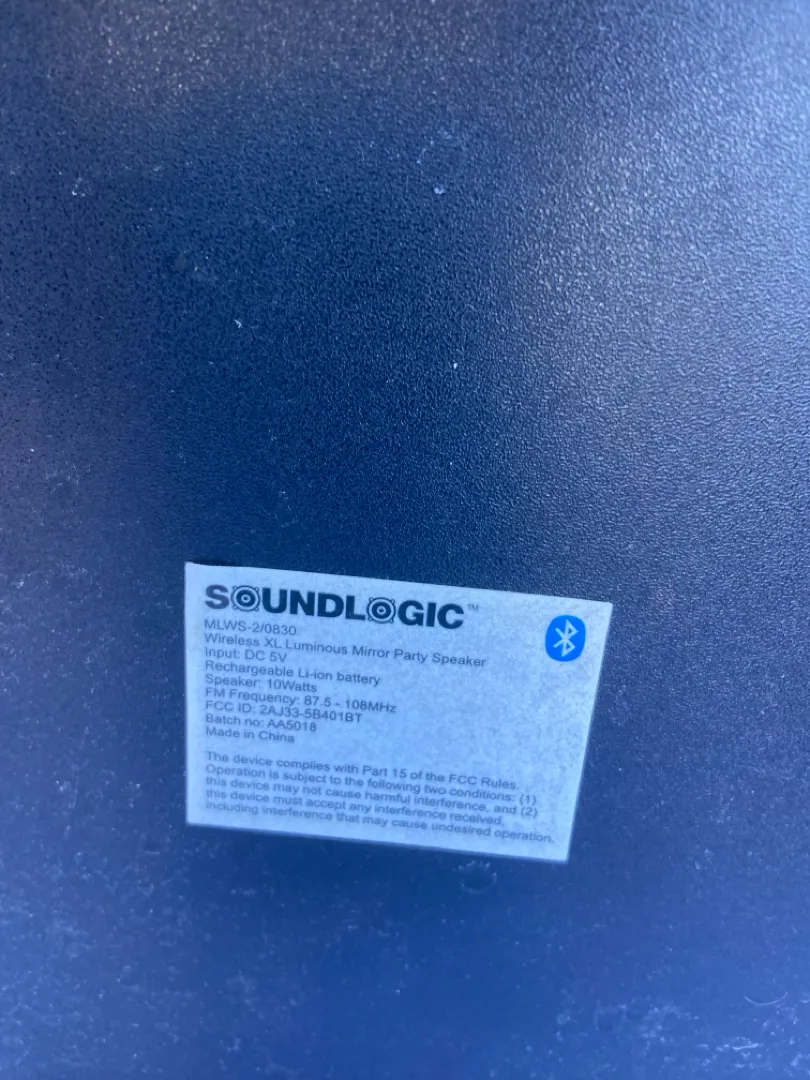 SOUNDLOGIC™
MLWS-2/0830
Wireless XL Luminous Mirror Party Speaker
Input: DC 5V
Rechargeable Li-ion battery
Speaker: 10Watts
FM Frequency: 87.5 - 108MHz
FCC ID: 2AJ33-5B401BT
Batch no: AA5018
Made in China
The device complies with Part 15 of the FCC Rules.
Operation is subject to the following two conditions: (1)
this device may not cause harmful interference, and (2)
this device must accept any interference received,
including interference that may cause undesired operation.